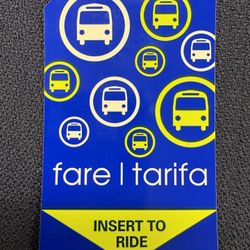 fare | tarifa
INSERT TO
RIDE